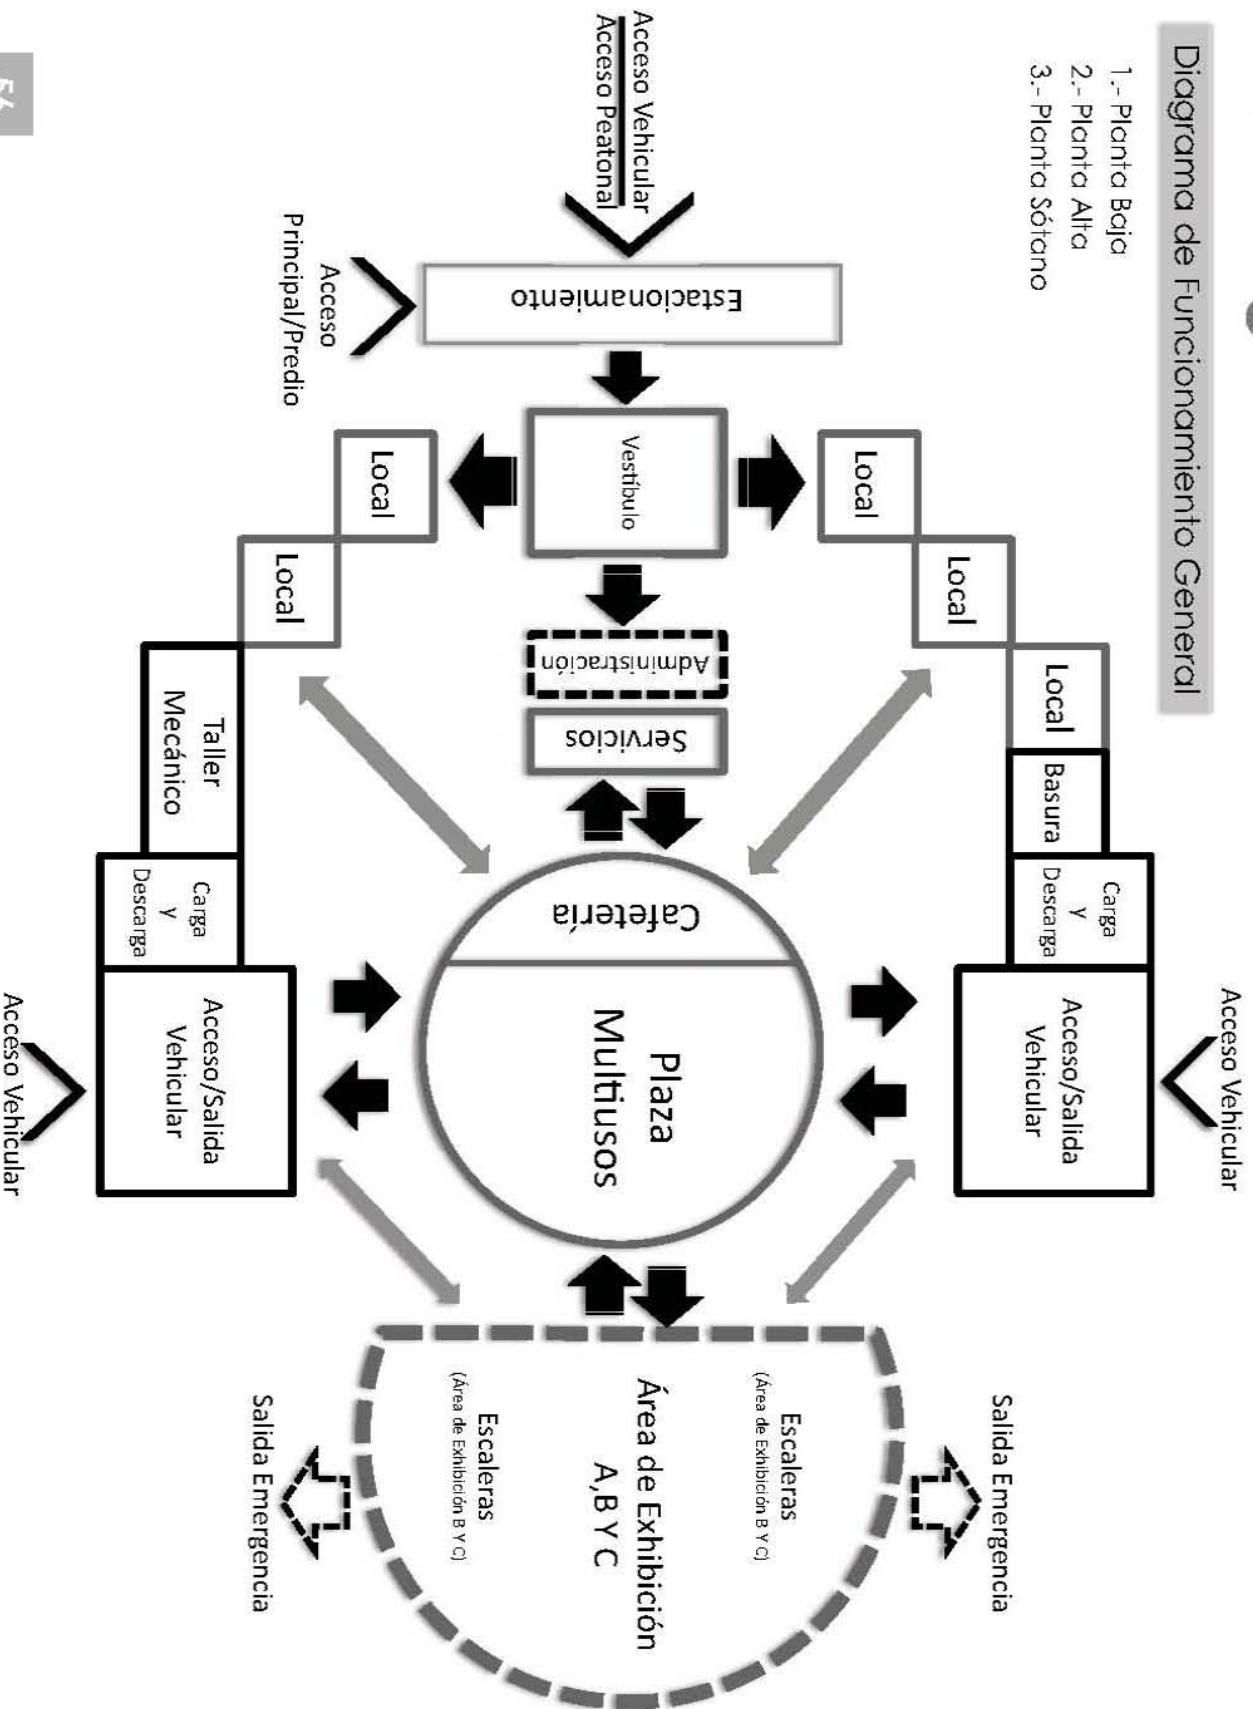 Diagrama de Funcionamiento General
1.- Planta Baja
2.- Planta Alta
3.- Planta Sótano
Acceso Vehicular
Acceso Peatonal
Estacionamiento
Acceso
Principal/Predio
Vestíbulo
Local
Local
Local
Basura
Carga
y
Descarga
Acceso/Salida
Vehicular
Acceso Vehicular
Administración
Servicios
Local
Local
Taller
Mecánico
Carga
y
Descarga
Acceso/Salida
Vehicular
Acceso Vehicular
Cafetería
Plaza
Multiusos
Escaleras
(Área de Exhibición B Y C)
Área de Exhibición
A,B Y C
Escaleras
(Área de Exhibición B Y C)
Salida Emergencia
Salida Emergencia
56